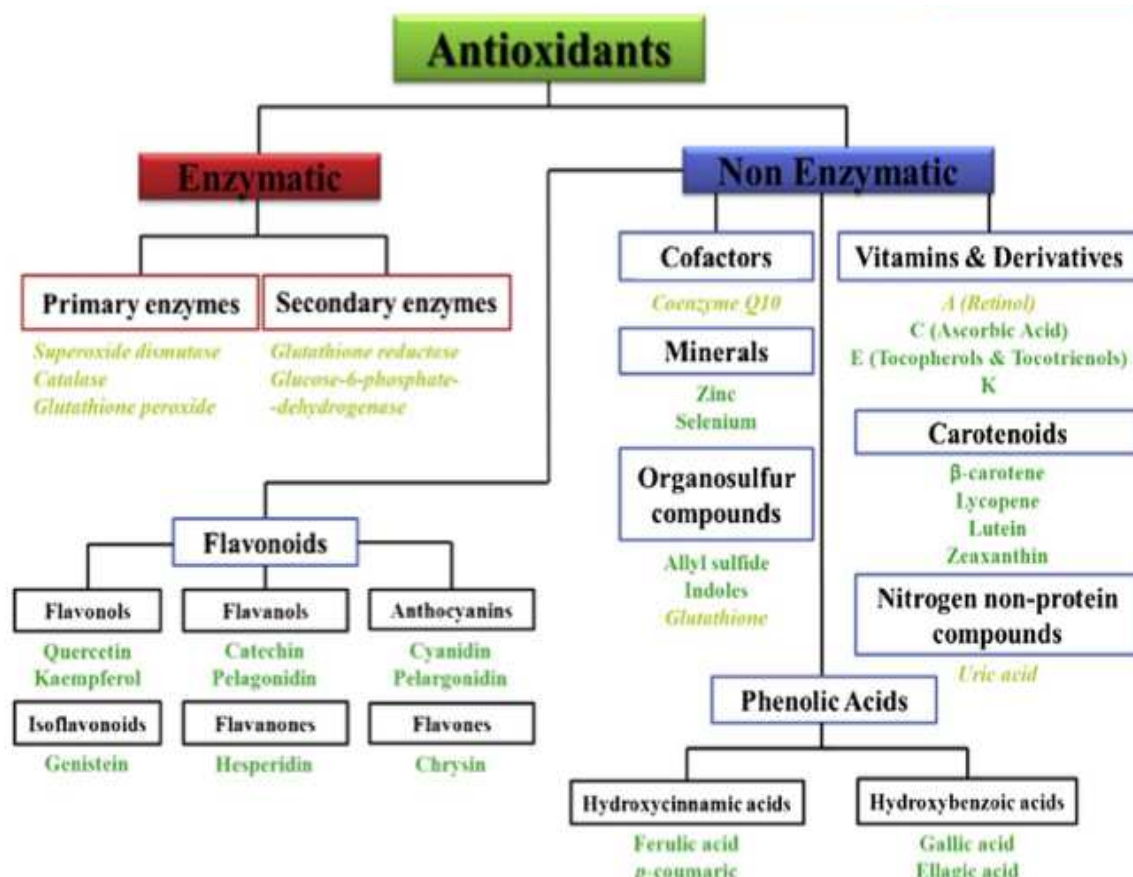 Antioxidants
Enzymatic
Non Enzymatic
Primary enzymes
Superoxide dismutase
Catalase
Glutathione peroxide
Secondary enzymes
Glutathione reductase
Glucose-6-phosphate-
-dehydrogenase
Cofactors
Coenzyme Q10
Minerals
Zinc
Selenium
Organosulfur
compounds
Allyl sulfide
Indoles
Glutathione
Vitamins & Derivatives
A (Retinol)
C (Ascorbic Acid)
E (Tocopherols & Tocotrienols)
K
Carotenoids
β-carotene
Lycopene
Lutein
Zeaxanthin
Nitrogen non-protein
compounds
Uric acid
Flavonoids
Flavonols
Quercetin
Kaempferol
Flavanols
Catechin
Pelagonidin
Anthocyanins
Cyanidin
Pelargonidin
Isoflavonoids
Genistein
Flavanones
Hesperidin
Flavones
Chrysin
Phenolic Acids
Hydroxycinnamic acids
Ferulic acid
p-coumaric
Hydroxybenzoic acids
Gallic acid
Ellagic acid